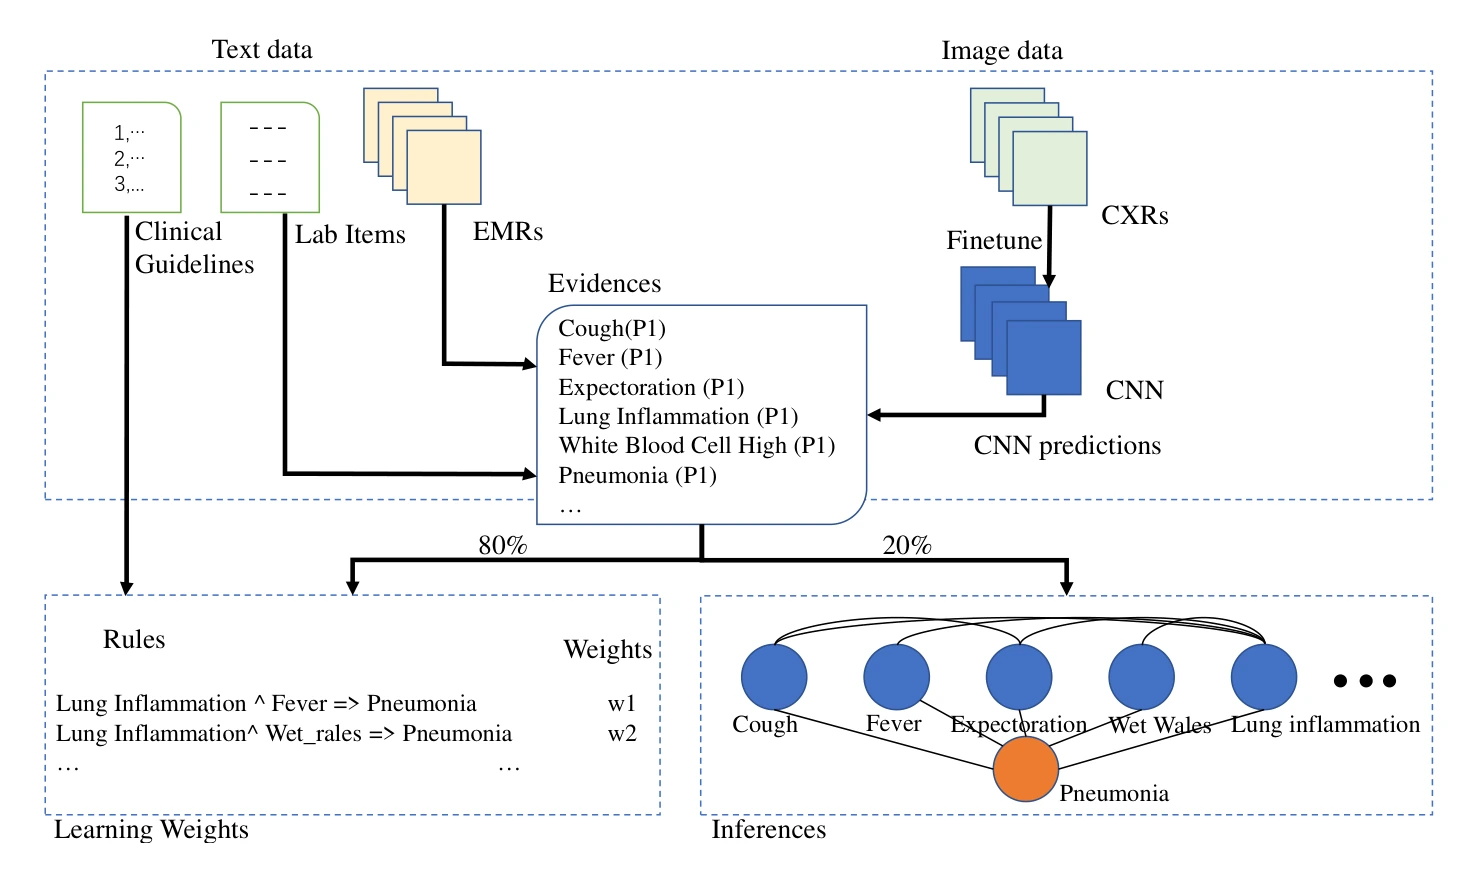 Text data
Image data
1,...
2,...
3,...
Clinical
Guidelines
Lab Items
EMRs
CXRs
Finetune
CNN
CNN predictions
Evidences
Cough(P1)
Fever (P1)
Expectoration (P1)
Lung Inflammation (P1)
White Blood Cell High (P1)
Pneumonia (P1)
…
80%
20%
Rules
Weights
Lung Inflammation ^ Fever => Pneumonia w1
Lung Inflammation^ Wet_rales => Pneumonia w2
… …
Learning Weights
Cough
Fever
Expectoration
Wet Wales
Lung inflammation
Pneumonia
Inferences